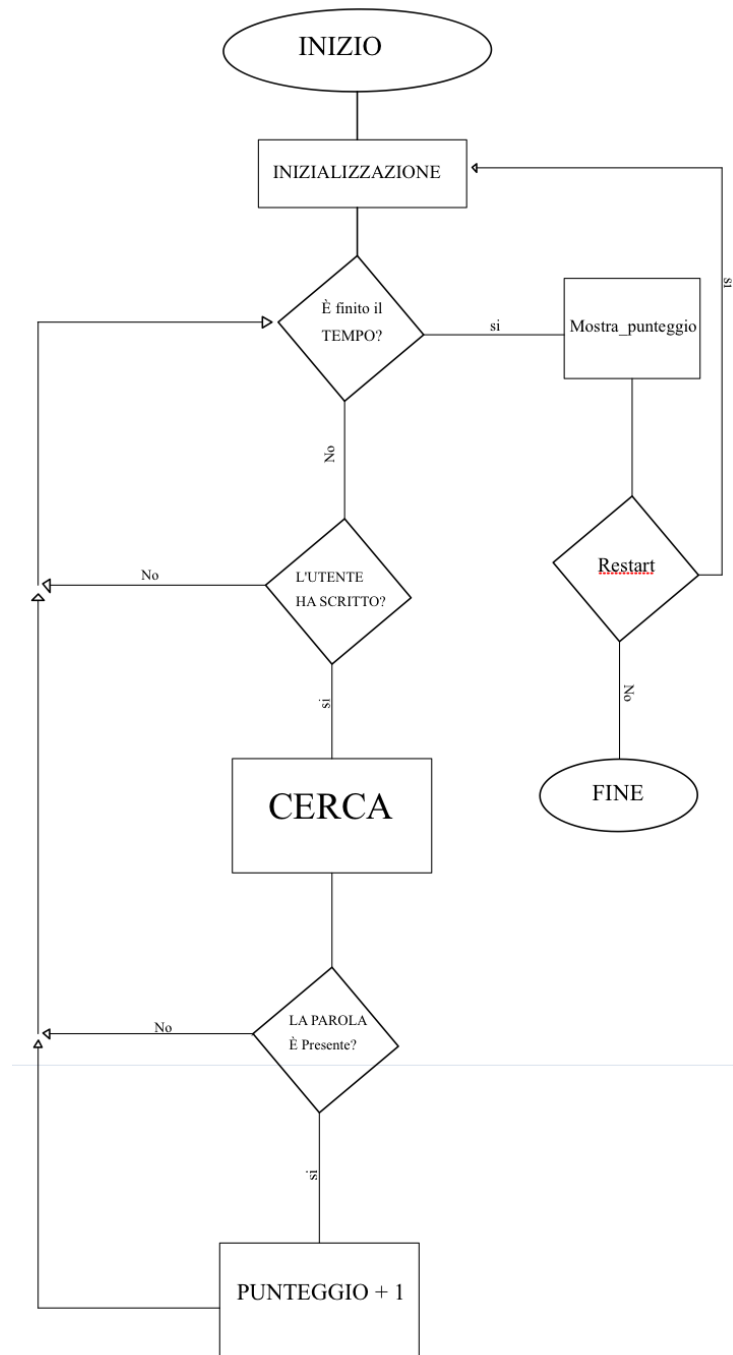 INIZIO
INIZIALIZZAZIONE
si
È finito il
TEMPO?
si
Mostra_punteggio
No
L'UTENTE
HA SCRITTO?
No
Restart
si
No
CERCA
FINE
LA PAROLA
È Presente?
No
si
PUNTEGGIO + 1